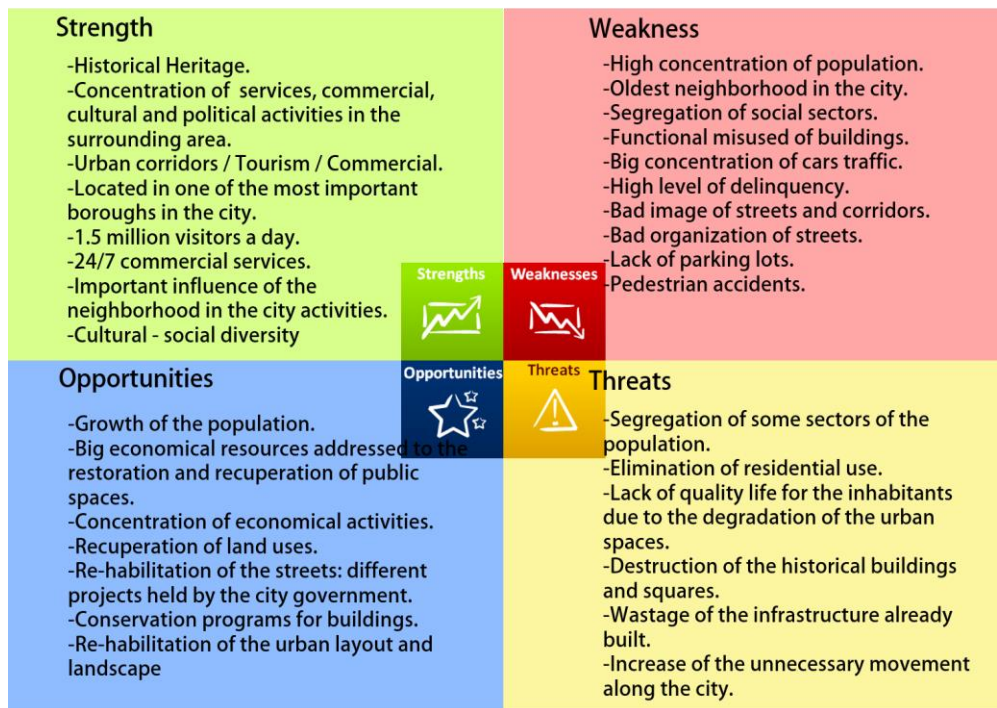 Strength
-Historical Heritage.
-Concentration of services, commercial,
cultural and political activities in the
surrounding area.
-Urban corridors / Tourism / Commercial.
-Located in one of the most important
boroughs in the city.
-1.5 million visitors a day.
-24/7 commercial services.
-Important influence of the
neighborhood in the city activities.
-Cultural - social diversity
Weakness
-High concentration of population.
-Oldest neighborhood in the city.
-Segregation of social sectors.
-Functional misused of buildings.
-Big concentration of cars traffic.
-High level of delinquency.
-Bad image of streets and corridors.
-Bad organization of streets.
-Lack of parking lots.
-Pedestrian accidents.
Strengths
Weaknesses
Opportunities
Threats
Opportunities
-Growth of the population.
-Big economical resources addressed to the
restoration and recuperation of public
spaces.
-Concentration of economical activities.
-Recuperation of land uses.
-Re-habilitation of the streets: different
projects held by the city government.
-Conservation programs for buildings.
-Re-habilitation of the urban layout and
landscape
Threats
-Segregation of some sectors of the
population.
-Elimination of residential use.
-Lack of quality life for the inhabitants
due to the degradation of the urban
spaces.
-Destruction of the historical buildings
and squares.
-Wastage of the infrastructure already
built.
-Increase of the unnecessary movement
along the city.